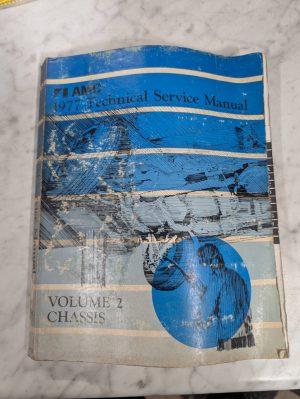 AMC
1977 Technical Service Manual
VOLUME 2
CHASSIS